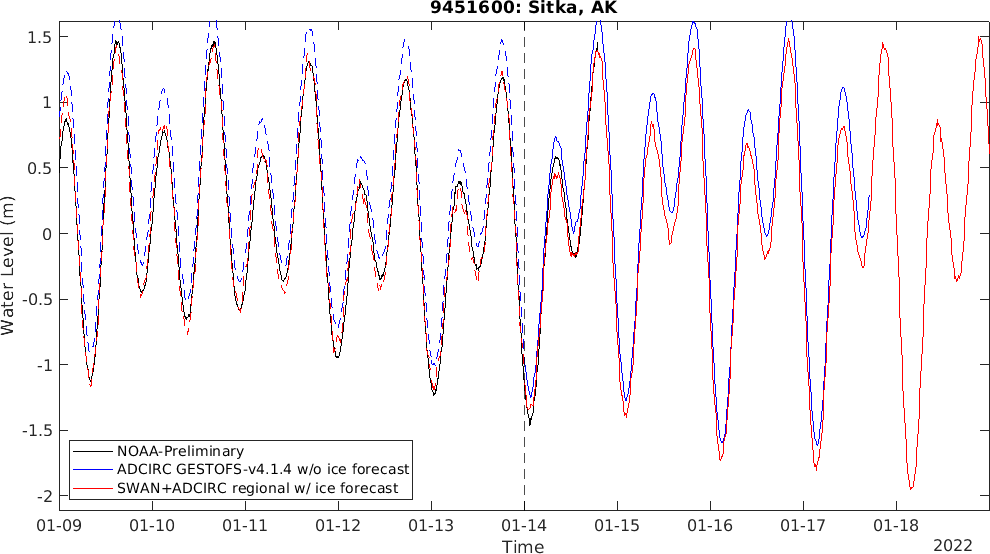 9451600: Sitka, AK
Water Level (m)
1.5
1
0.5
0
-0.5
-1
-1.5
-2
NOAA-Preliminary
ADCIRC GESTOFS-v4.1.4 w/o ice forecast
SWAN+ADCIRC regional w/ ice forecast
01-09 01-10 01-11 01-12 01-13 01-14 01-15 01-16 01-17 01-18
Time
2022